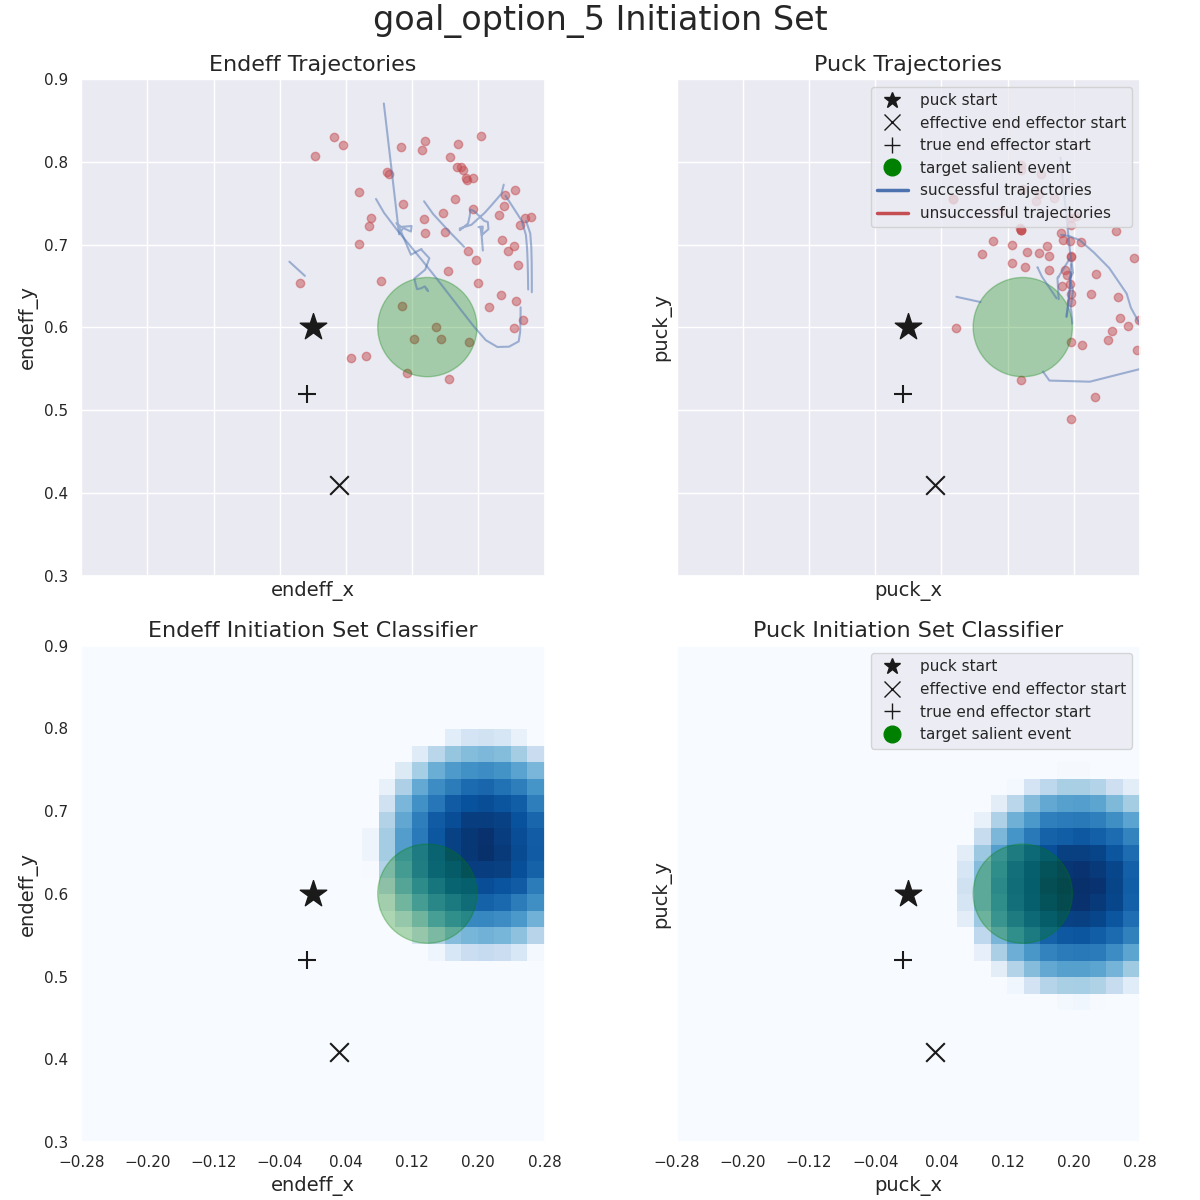 goal_option_5 Initiation Set
Endeff Trajectories
0.9
0.8
0.7
0.6
0.5
0.4
0.3
endeff_y
endeff_x
Puck Trajectories
puck start
effective end effector start
true end effector start
target salient event
successful trajectories
unsuccessful trajectories
puck_y
puck_x
Endeff Initiation Set Classifier
0.9
0.8
0.7
0.6
0.5
0.4
0.3
endeff_y
−0.28 −0.20 −0.12 −0.04 0.04 0.12 0.20 0.28
endeff_x
Puck Initiation Set Classifier
puck start
effective end effector start
true end effector start
target salient event
puck_y
−0.28 −0.20 −0.12 −0.04 0.04 0.12 0.20 0.28
puck_x